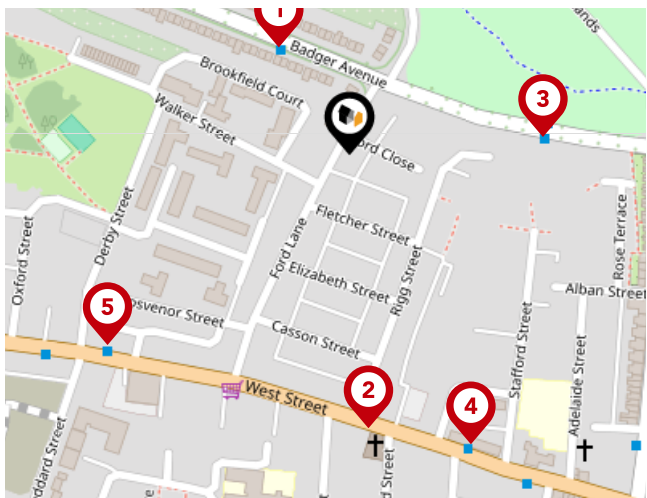 1
Badger Avenue
Brookfield Court
3
Walker Street
ord Close
Derby Street
Fletcher Street
Rose Terrace
Oxford Street
Ford Lane
Rigg Street
Elizabeth Street
Alban Street
5
osvenor Street
Casson Street
Stafford Street
Adelaide Street
2
West Street
4
ddard Street
d Street
ands